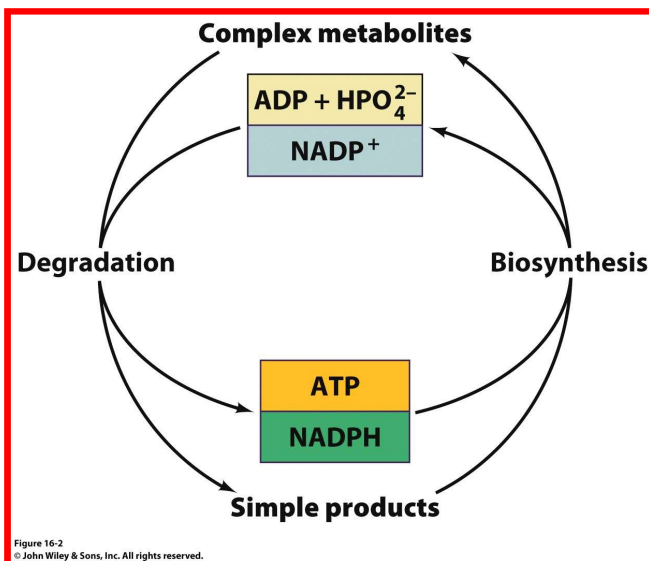 Complex metabolites
ADP + HPO₄²⁻
NADP⁺
Degradation
Biosynthesis
ATP
NADPH
Simple products
Figure 16-2
© John Wiley & Sons, Inc. All rights reserved.